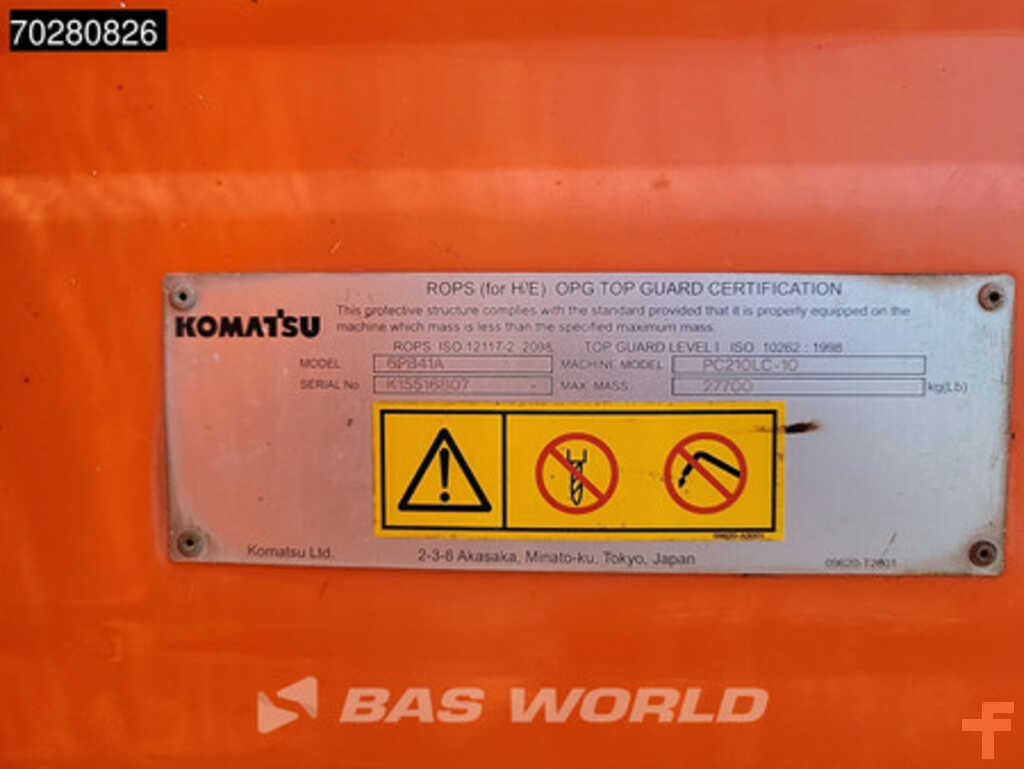 70280826
ROPS (for H/E) OPG TOP GUARD CERTIFICATION
KOMATSU
This protective structure complies with the standard provided that it is properly equipped on the
machine which mass is less than the specified maximum mass.
ROPS ISO 12117-2 : 2008 TOP GUARD LEVEL I ISO 10262 : 1998
MODEL 6PB41A MACHINE MODEL PC210LC-10
SERIAL No K15516807 - MAX. MASS 27700 kg(Lb)
Komatsu Ltd. 2-3-6 Akasaka, Minato-ku, Tokyo, Japan 09620-T2801
BAS WORLD